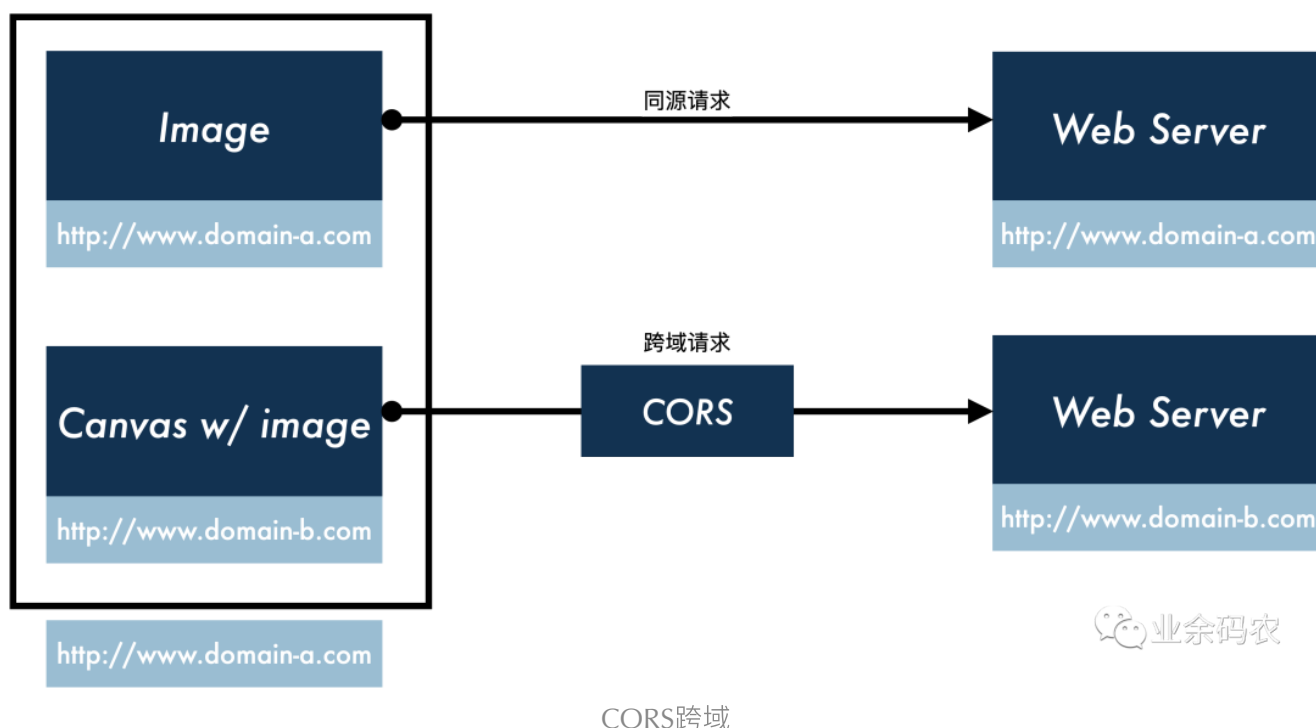 Image
同源请求
Web Server
http://www.domain-a.com
http://www.domain-a.com
跨域请求
Canvas w/ image
CORS
Web Server
http://www.domain-b.com
http://www.domain-b.com
http://www.domain-a.com
业余码农
CORS跨域